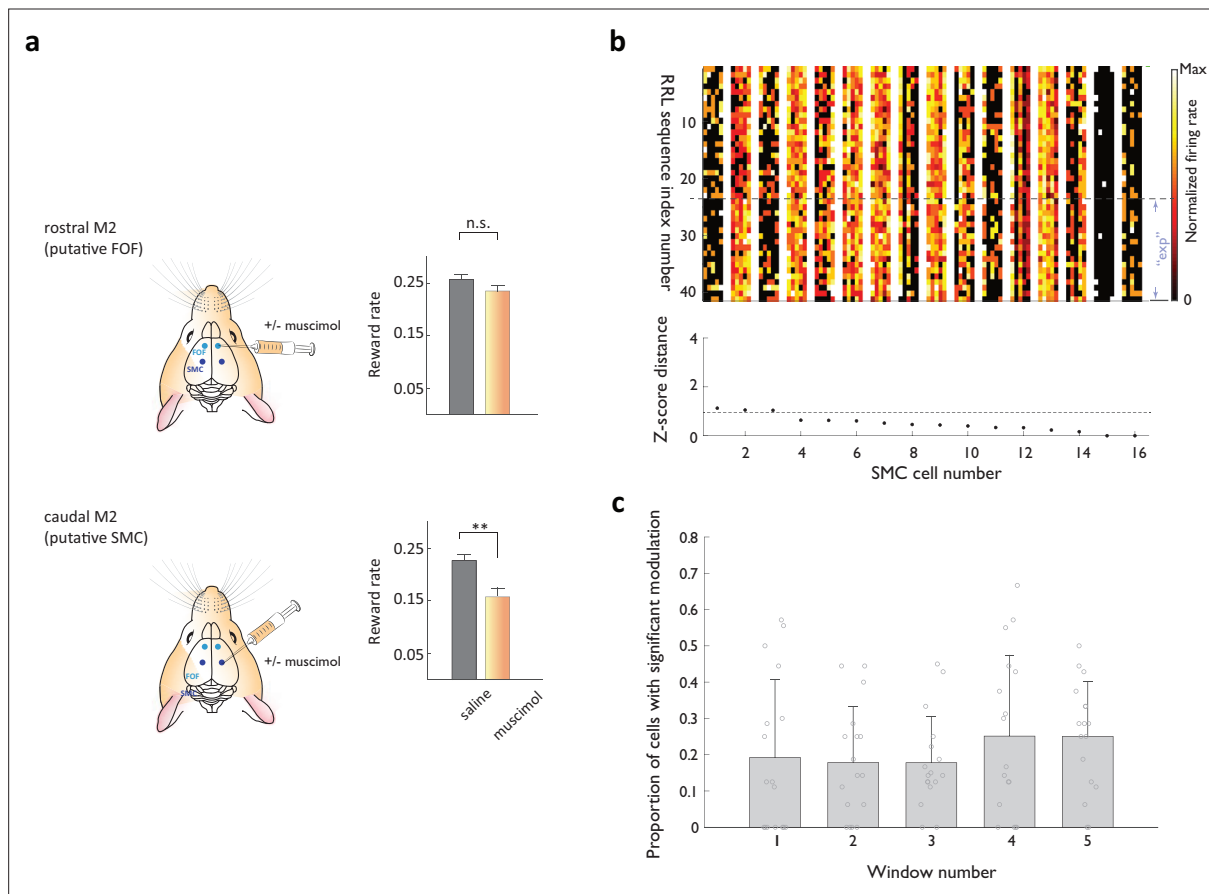 a
rostral M2
(putative FOF)
FOF
SMC
+/- muscimol
n.s.
Reward rate
0.25
0.15
0.05
caudal M2
(putative SMC)
FOF
SMC
+/- muscimol
**
Reward rate
0.25
0.15
0.05
saline
muscimol
b
RRL sequence index number
10
20
30
40
"exp"
Max
Normalized firing rate
0
Z-score distance
4
2
0
2 4 6 8 10 12 14 16
SMC cell number
c
Proportion of cells with significant modulation
0.8
0.7
0.6
0.5
0.4
0.3
0.2
0.1
0
1 2 3 4 5
Window number